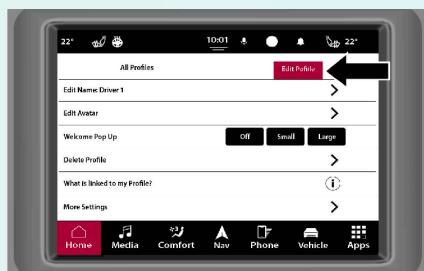 22° 10:01 22°
All Profiles Edit Pofiile
Edit Name: Driver 1
Edit Avatar
Welcome Pop Up Off Small Large
Delete Profile
What is linked to my Profile?
More Settings
Home Media Comfort Nav Phone Vehicle Apps